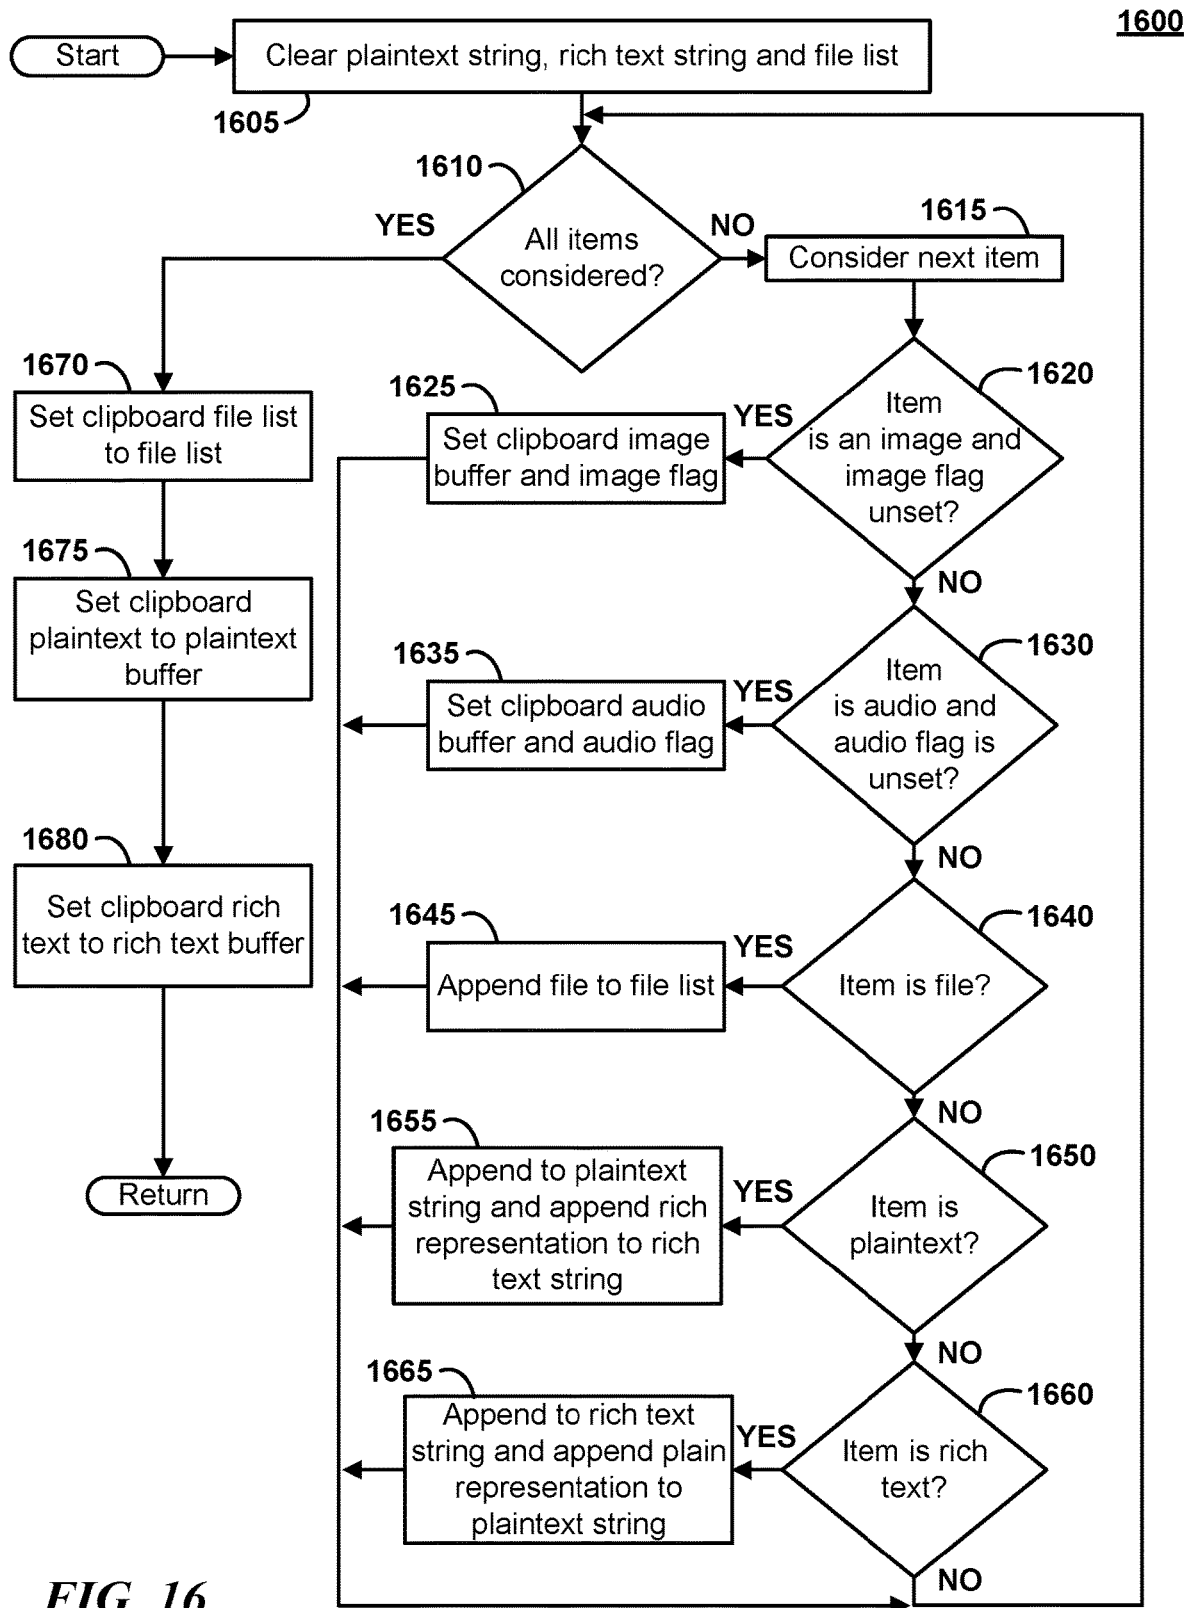 1600
Start
Clear plaintext string, rich text string and file list
1605
1610
YES
NO
All items
considered?
1615
Consider next item
1670
Set clipboard file list
to file list
1625
YES
Set clipboard image
buffer and image flag
1620
Item
is an image and
image flag
unset?
NO
1675
Set clipboard
plaintext to plaintext
buffer
1635
YES
Set clipboard audio
buffer and audio flag
1630
Item
is audio and
audio flag is
unset?
NO
1680
Set clipboard rich
text to rich text buffer
1645
YES
Append file to file list
1640
Item is file?
NO
Return
1655
YES
Append to plaintext
string and append rich
representation to rich
text string
1650
Item is
plaintext?
NO
1665
YES
Append to rich text
string and append plain
representation to
plaintext string
1660
Item is rich
text?
NO
FIG. 16